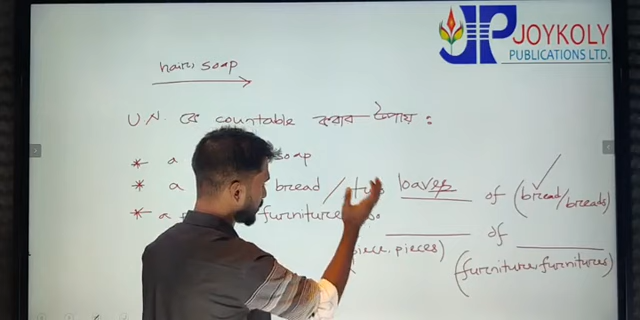 JOYKOLY
PUBLICATIONS LTD.
hair, soap
U.N. কে countable করার উপায় :
* a soap
* a bread / two loaves of (bread/breads)
* a furniture
of
piece, pieces)
(furniture, furnitures)